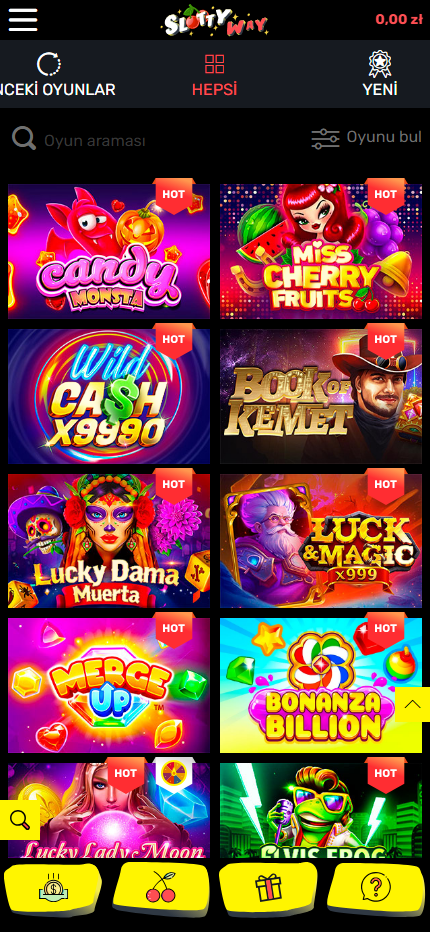 SLOTTY WAY
0,00 zł
NCEKİ OYUNLAR
HEPSİ
YENİ
Oyun araması
Oyunu bul
HOT
HOT
candy
MONSTA
MISS
CHERRY
FRUITS
HOT
HOT
Wild
CA$H
X9990
BOOK OF
KEMET
HOT
HOT
Lucky Dama
Muerta
LUCK
&MAGIC
x999
HOT
HOT
MERGE
UP™
BONANZA
BILLION
HOT
HOT
Lucky Lady Moon
ELVIS FROG